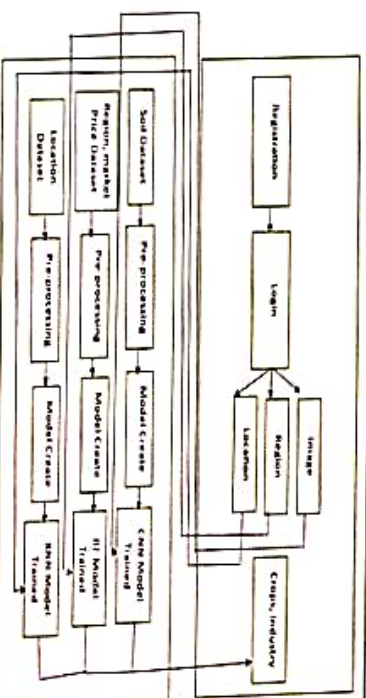 Registration
Login
Image
Region
Location
Crops, Industry
Soil Dataset
Pre-processing
Model Create
CNN Model
Trained
Region, market
Price Dataset
Pre-processing
Model Create
Model
Trained
Location
Dataset
Pre-processing
Model Create
KNN Model
Trained